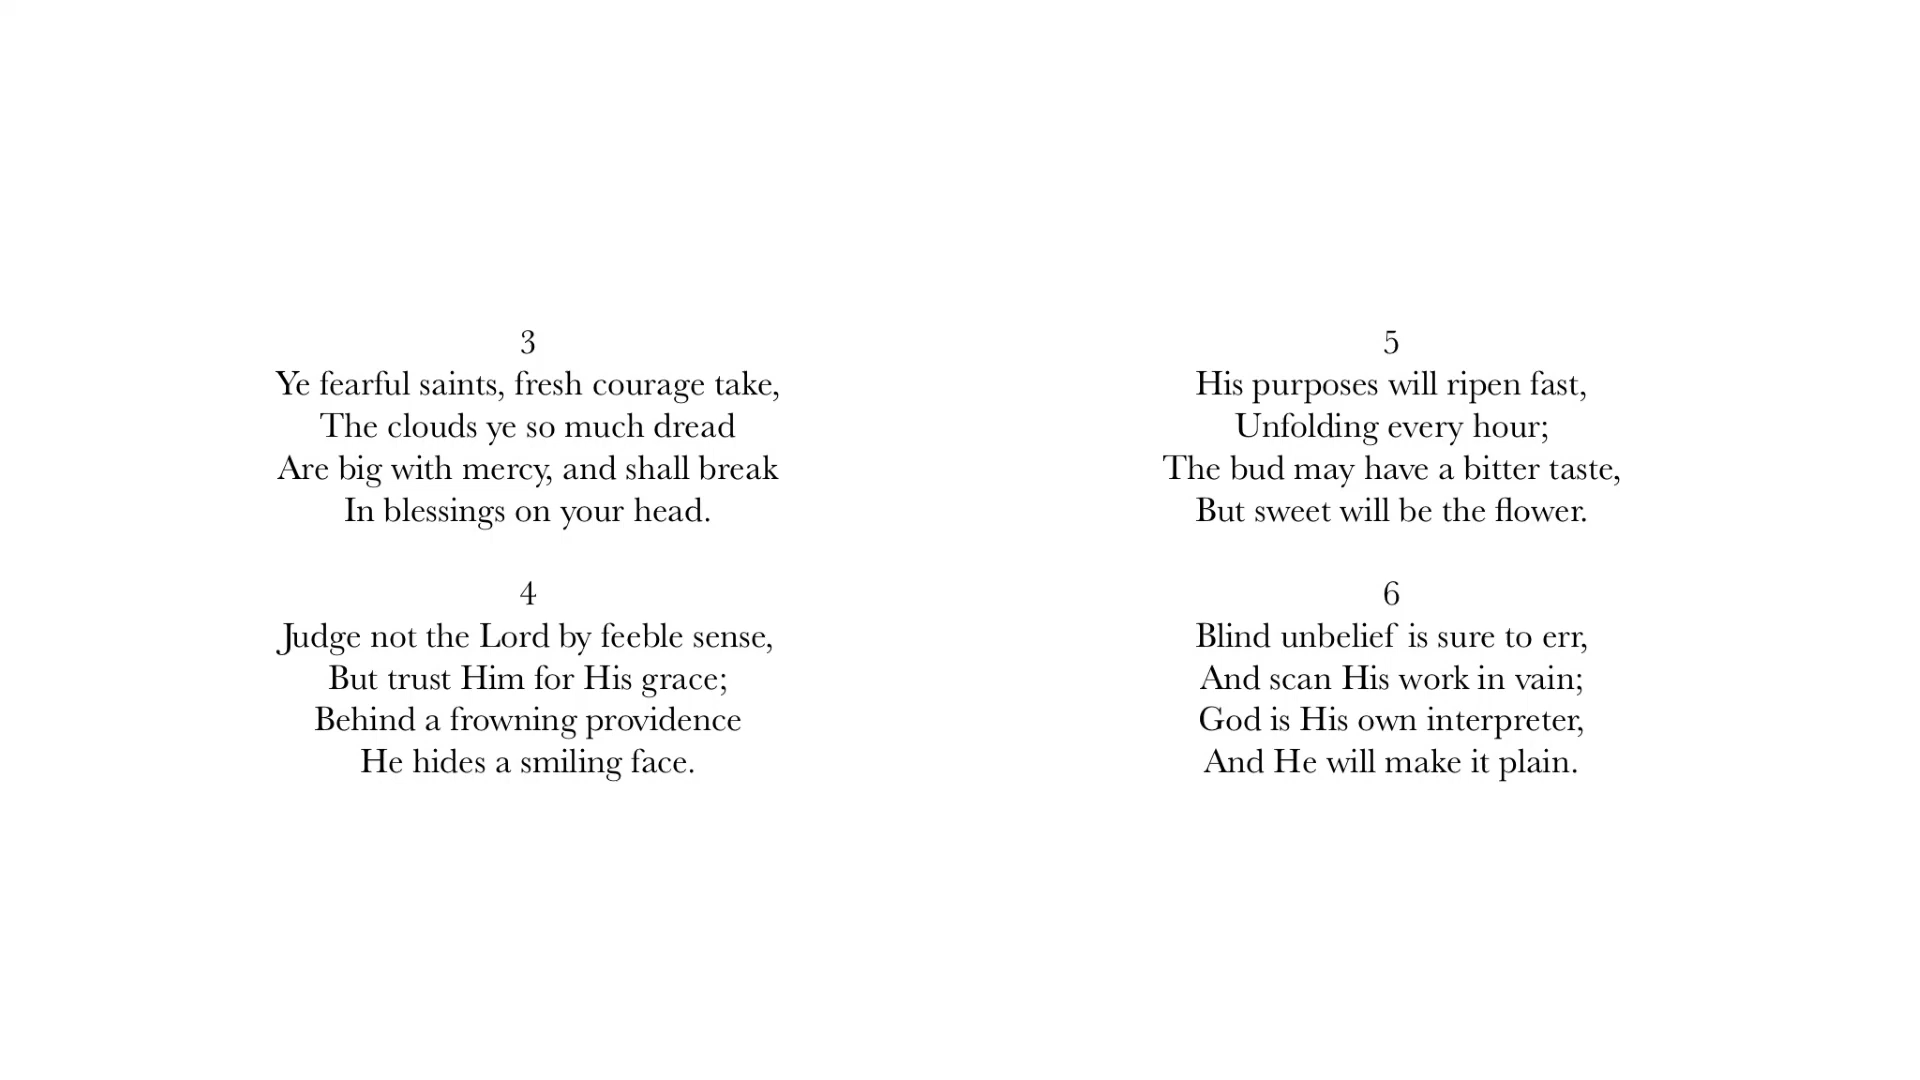 3
Ye fearful saints, fresh courage take,
The clouds ye so much dread
Are big with mercy, and shall break
In blessings on your head.
4
Judge not the Lord by feeble sense,
But trust Him for His grace;
Behind a frowning providence
He hides a smiling face.
5
His purposes will ripen fast,
Unfolding every hour;
The bud may have a bitter taste,
But sweet will be the flower.
6
Blind unbelief is sure to err,
And scan His work in vain;
God is His own interpreter,
And He will make it plain.